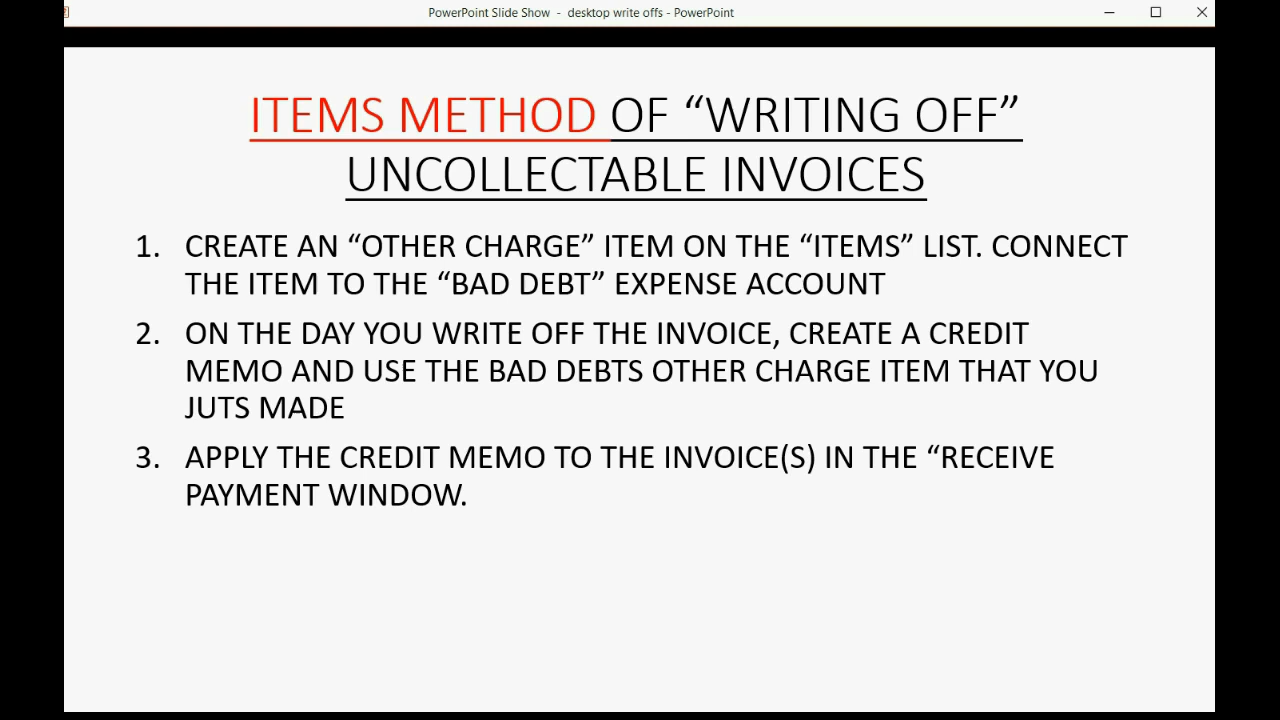 PowerPoint Slide Show - desktop write offs - PowerPoint
ITEMS METHOD OF “WRITING OFF”
UNCOLLECTABLE INVOICES
1. CREATE AN “OTHER CHARGE” ITEM ON THE “ITEMS” LIST. CONNECT
THE ITEM TO THE “BAD DEBT” EXPENSE ACCOUNT
2. ON THE DAY YOU WRITE OFF THE INVOICE, CREATE A CREDIT
MEMO AND USE THE BAD DEBTS OTHER CHARGE ITEM THAT YOU
JUTS MADE
3. APPLY THE CREDIT MEMO TO THE INVOICE(S) IN THE “RECEIVE
PAYMENT WINDOW.